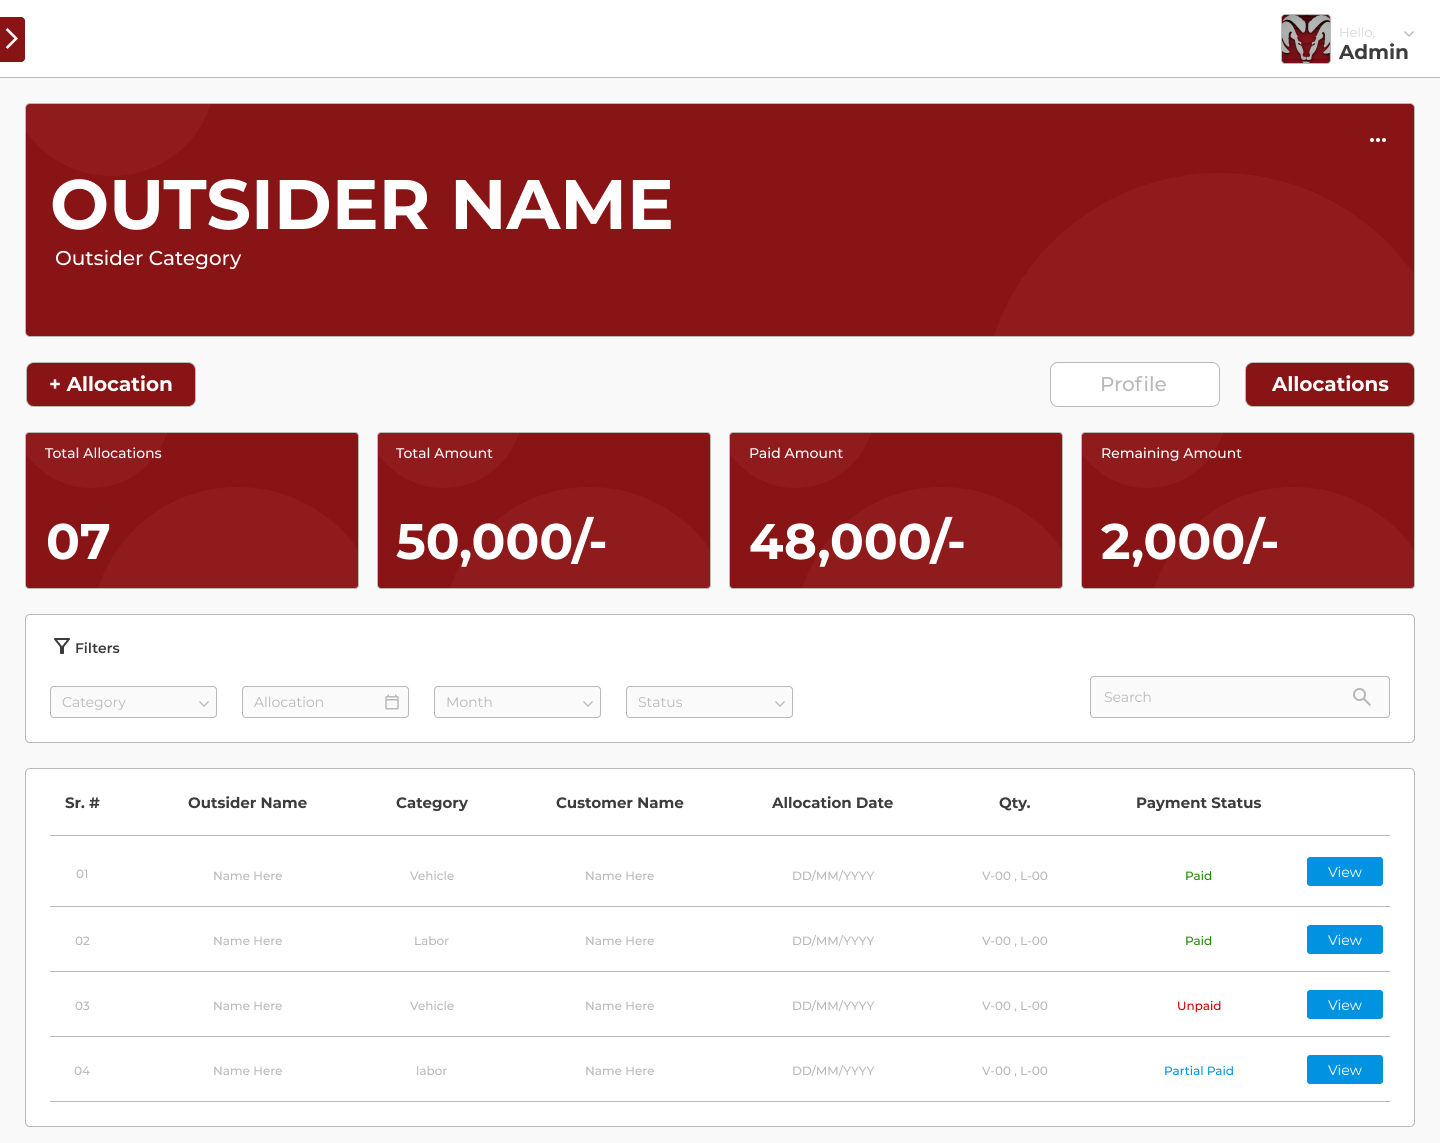 Hello,
Admin
OUTSIDER NAME
Outsider Category
+ Allocation
Profile
Allocations
Total Allocations
07
Total Amount
50,000/-
Paid Amount
48,000/-
Remaining Amount
2,000/-
Filters
Category
Allocation
Month
Status
Search
Sr. # Outsider Name Category Customer Name Allocation Date Qty. Payment Status
01 Name Here Vehicle Name Here DD/MM/YYYY V-00 , L-00 Paid View
02 Name Here Labor Name Here DD/MM/YYYY V-00 , L-00 Paid View
03 Name Here Vehicle Name Here DD/MM/YYYY V-00 , L-00 Unpaid View
04 Name Here labor Name Here DD/MM/YYYY V-00 , L-00 Partial Paid View